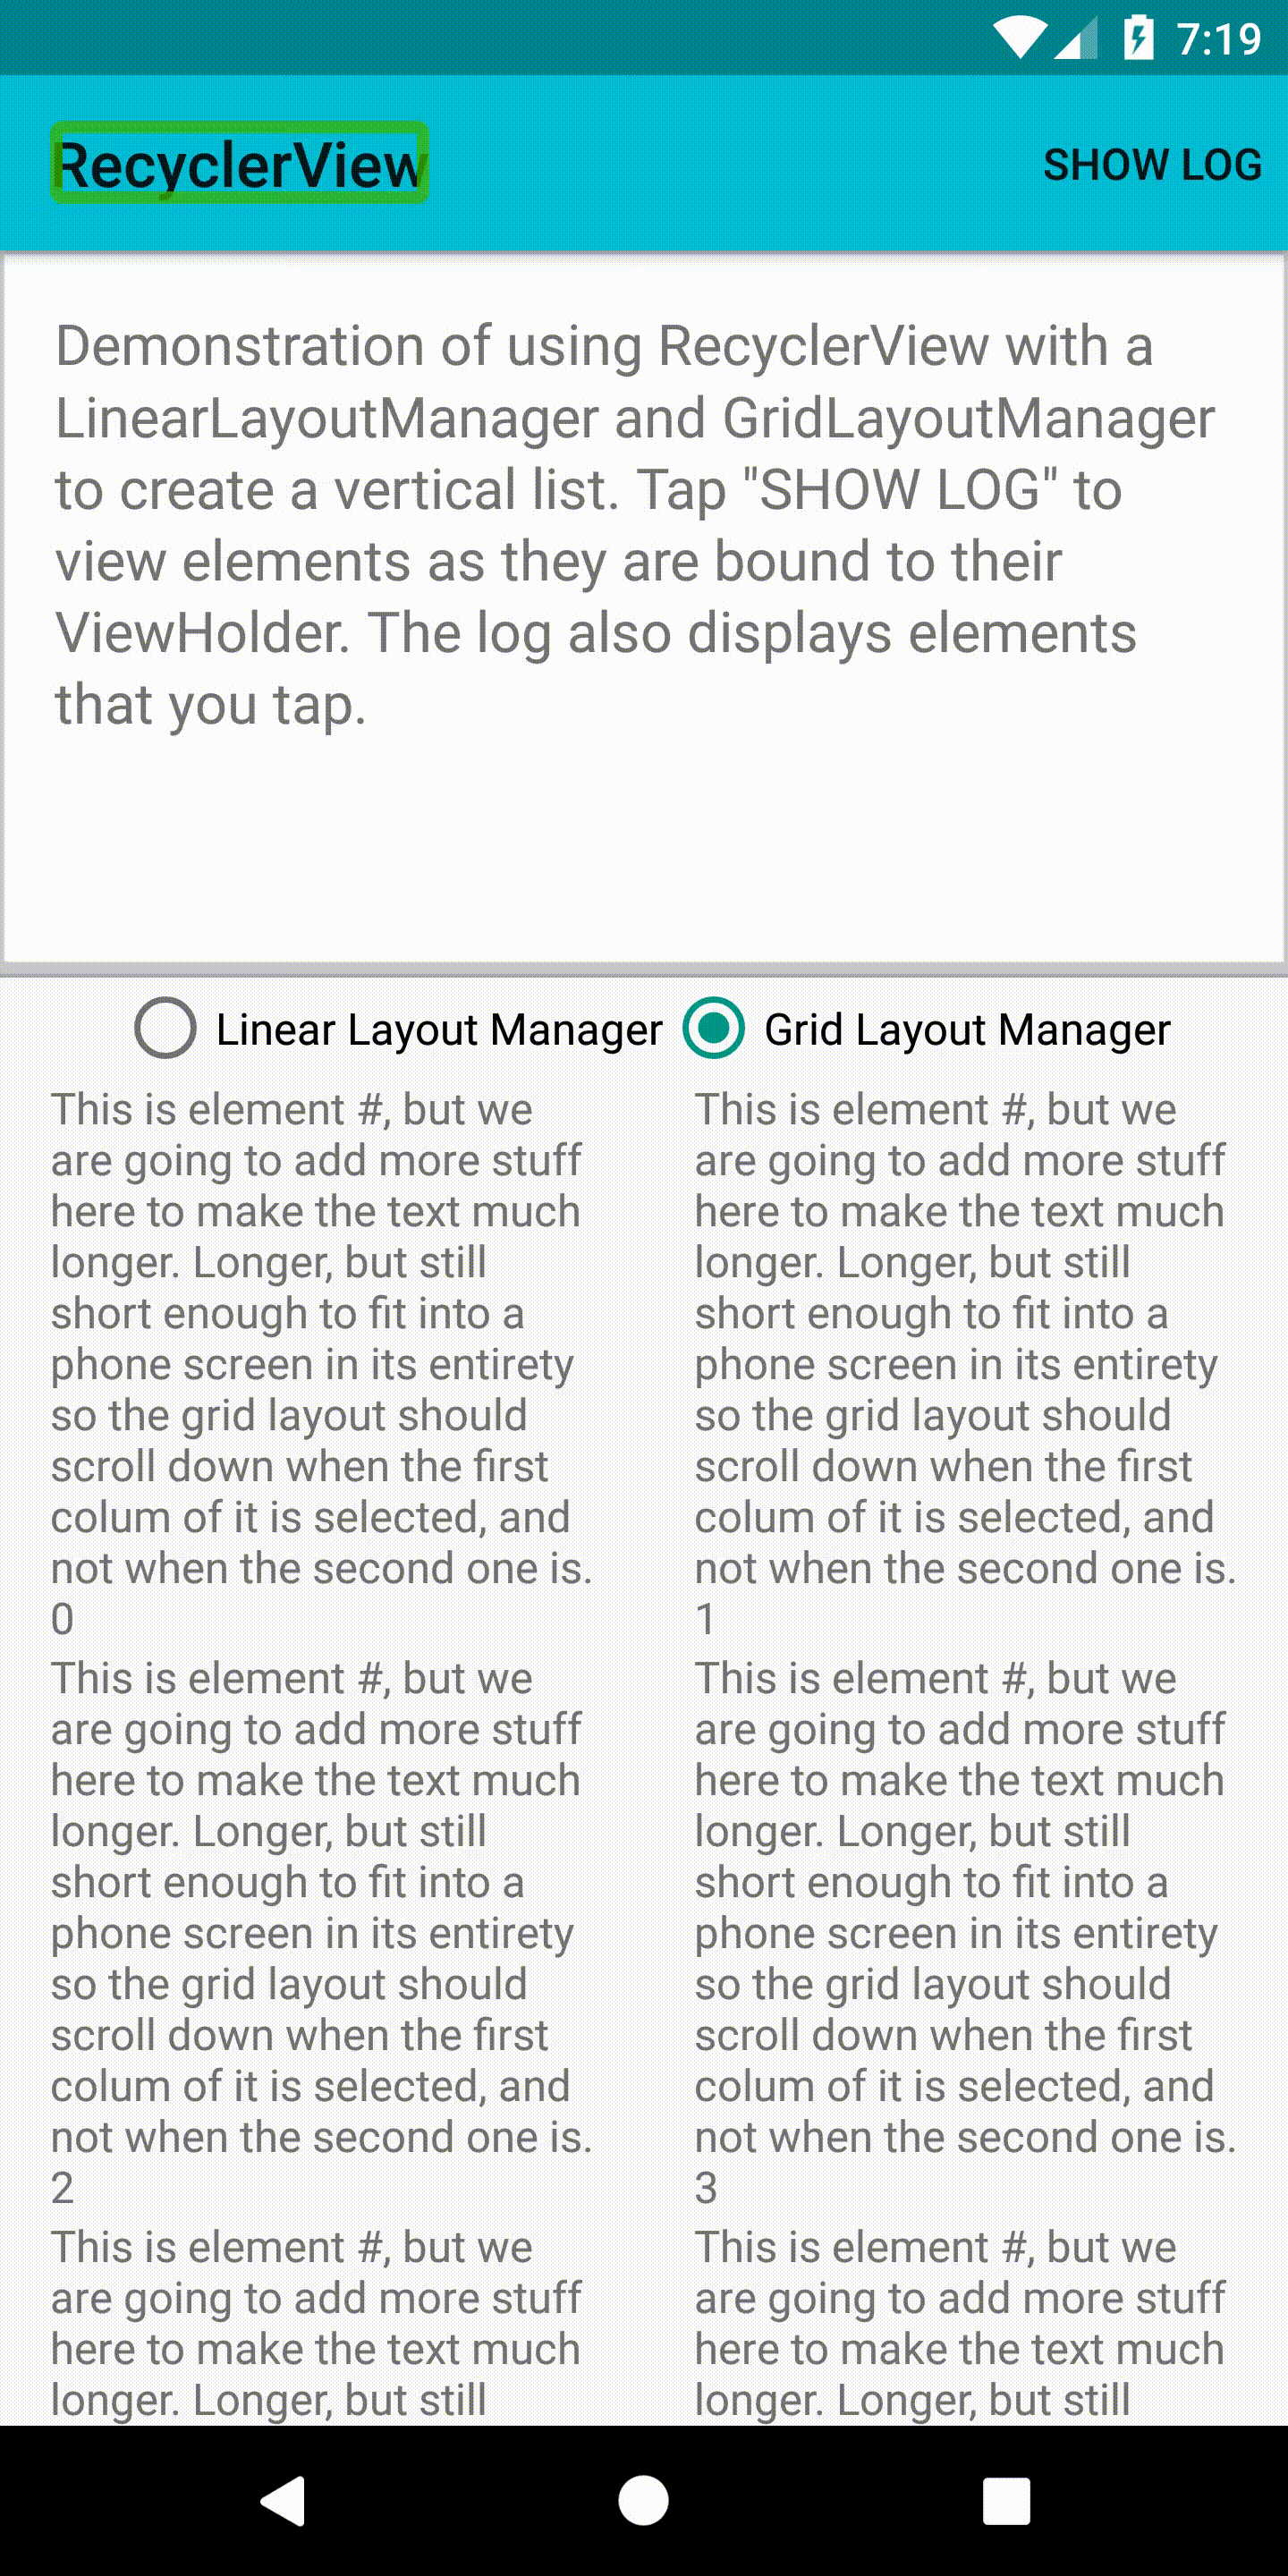 7:19
RecyclerView
SHOW LOG
Demonstration of using RecyclerView with a
LinearLayoutManager and GridLayoutManager
to create a vertical list. Tap "SHOW LOG" to
view elements as they are bound to their
ViewHolder. The log also displays elements
that you tap.
Linear Layout Manager
Grid Layout Manager
This is element #, but we
are going to add more stuff
here to make the text much
longer. Longer, but still
short enough to fit into a
phone screen in its entirety
so the grid layout should
scroll down when the first
colum of it is selected, and
not when the second one is.
0
This is element #, but we
are going to add more stuff
here to make the text much
longer. Longer, but still
short enough to fit into a
phone screen in its entirety
so the grid layout should
scroll down when the first
colum of it is selected, and
not when the second one is.
1
This is element #, but we
are going to add more stuff
here to make the text much
longer. Longer, but still
short enough to fit into a
phone screen in its entirety
so the grid layout should
scroll down when the first
colum of it is selected, and
not when the second one is.
2
This is element #, but we
are going to add more stuff
here to make the text much
longer. Longer, but still
short enough to fit into a
phone screen in its entirety
so the grid layout should
scroll down when the first
colum of it is selected, and
not when the second one is.
3
This is element #, but we
are going to add more stuff
here to make the text much
longer. Longer, but still
This is element #, but we
are going to add more stuff
here to make the text much
longer. Longer, but still